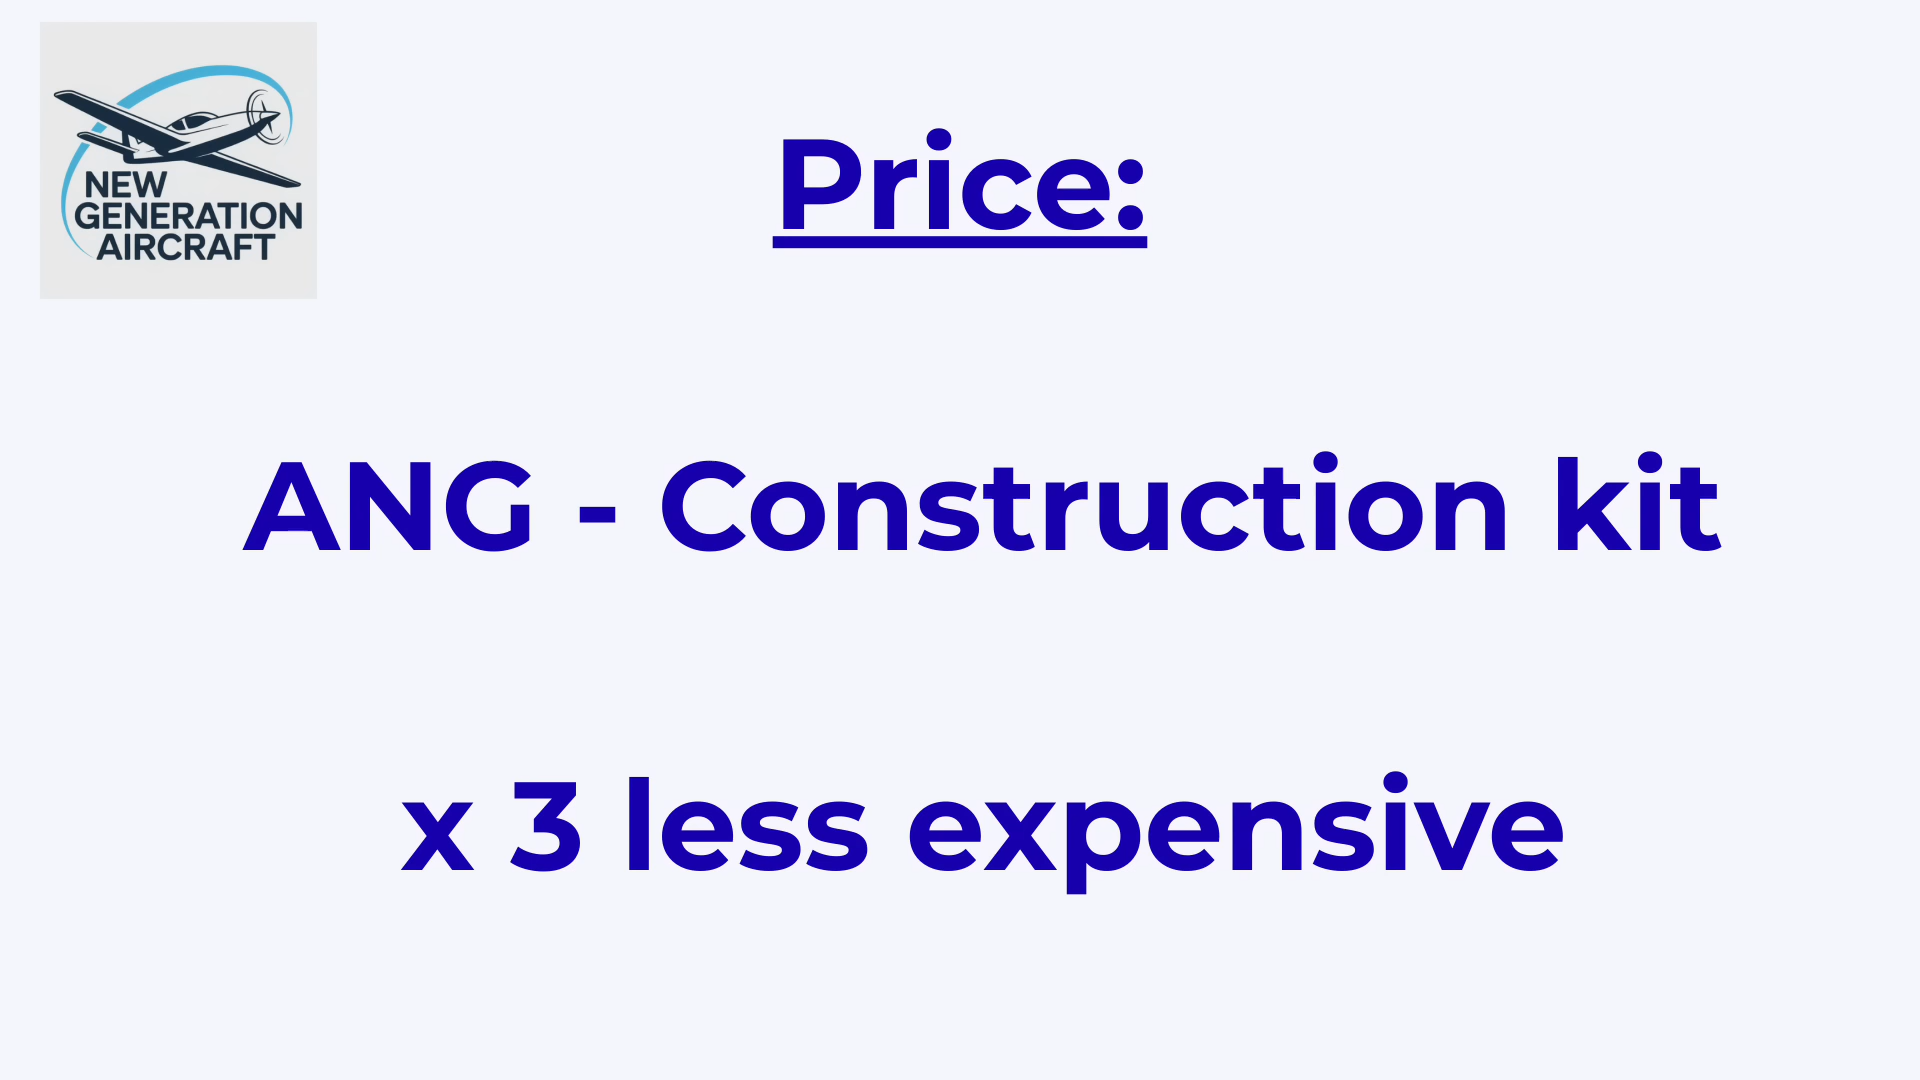 NEW
GENERATION
AIRCRAFT
Price:
ANG - Construction kit
x 3 less expensive